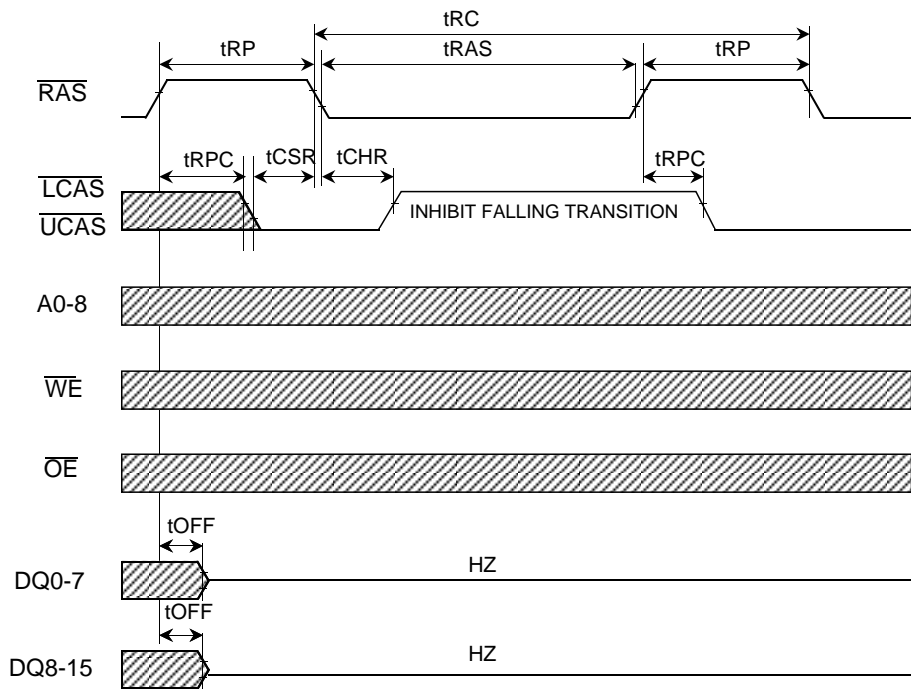 tRC
tRP tRAS tRP
RAS
tRPC tCSR tCHR tRPC
LCAS
INHIBIT FALLING TRANSITION
UCAS
A0-8
WE
OE
tOFF
HZ
DQ0-7
tOFF
HZ
DQ8-15